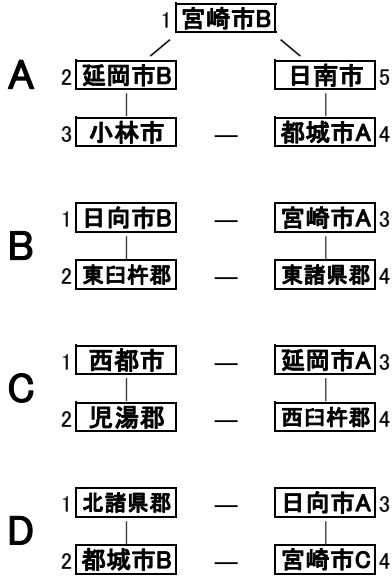 1 宮崎市B
A 2 延岡市B 日南市 5
3 小林市 — 都城市A 4
1 日向市B — 宮崎市A 3
B
2 東臼杵郡 — 東諸県郡 4
1 西都市 — 延岡市A 3
C
2 児湯郡 — 西臼杵郡 4
1 北諸県郡 — 日向市A 3
D
2 都城市B — 宮崎市C 4